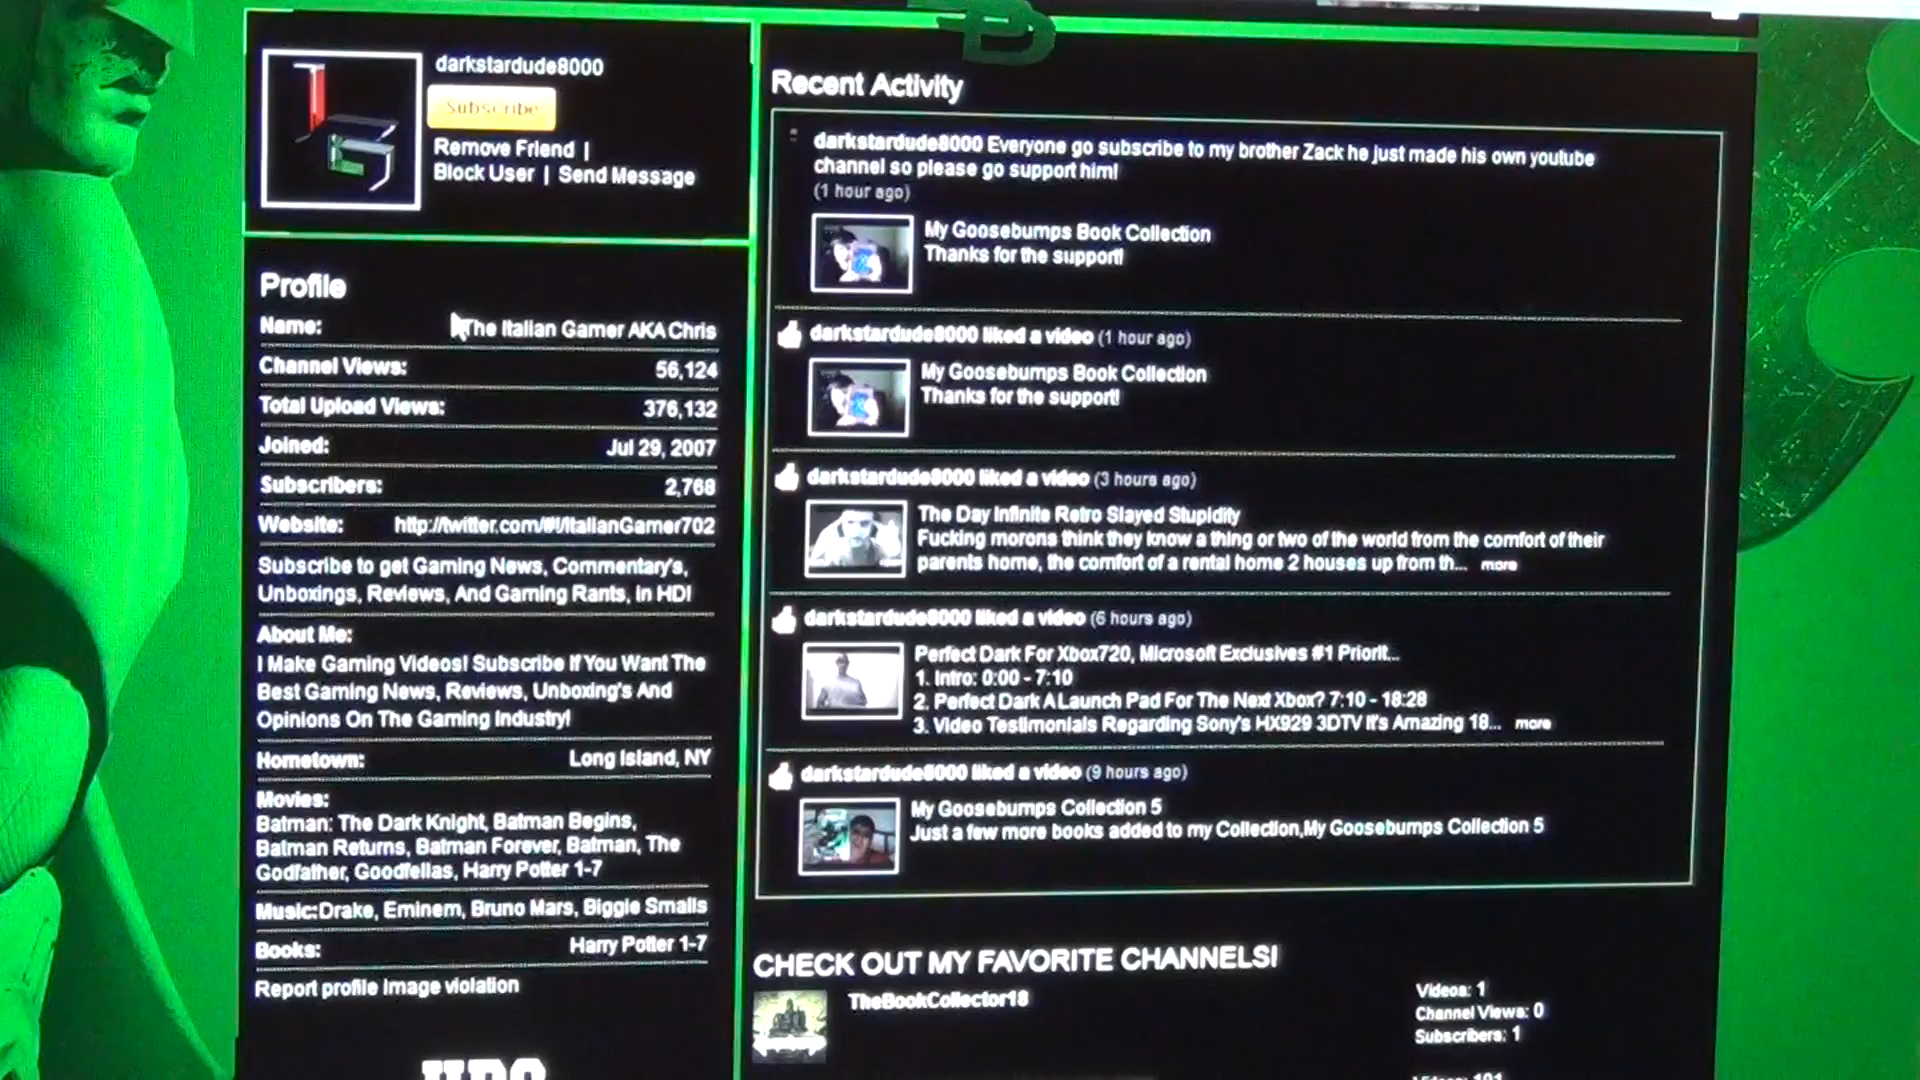 darkstardude8000
Subscribe
Remove Friend |
Block User | Send Message
Profile
Name: The Italian Gamer AKA Chris
Channel Views: 56,124
Total Upload Views: 376,132
Joined: Jul 29, 2007
Subscribers: 2,768
Website: http://twitter.com/#!/ItalianGamer702
Subscribe to get Gaming News, Commentary's,
Unboxings, Reviews, And Gaming Rants, In HD!
About Me:
I Make Gaming Videos! Subscribe If You Want The
Best Gaming News, Reviews, Unboxing's And
Opinions On The Gaming Industry!
Hometown: Long Island, NY
Movies:
Batman: The Dark Knight, Batman Begins,
Batman Returns, Batman Forever, Batman, The
Godfather, Goodfellas, Harry Potter 1-7
Music: Drake, Eminem, Bruno Mars, Biggie Smalls
Books: Harry Potter 1-7
Report profile image violation
Recent Activity
darkstardude8000 Everyone go subscribe to my brother Zack he just made his own youtube
channel so please go support him!
(1 hour ago)
My Goosebumps Book Collection
Thanks for the support!
darkstardude8000 liked a video (1 hour ago)
My Goosebumps Book Collection
Thanks for the support!
darkstardude8000 liked a video (3 hours ago)
The Day Infinite Retro Slayed Stupidity
Fucking morons think they know a thing or two of the world from the comfort of their
parents home, the comfort of a rental home 2 houses up from th... more
darkstardude8000 liked a video (6 hours ago)
Perfect Dark For Xbox720, Microsoft Exclusives #1 Priorit...
1. Intro: 0:00 - 7:10
2. Perfect Dark A Launch Pad For The Next Xbox? 7:10 - 18:28
3. Video Testimonials Regarding Sony's HX929 3DTV It's Amazing 18... more
darkstardude8000 liked a video (9 hours ago)
My Goosebumps Collection 5
Just a few more books added to my Collection,My Goosebumps Collection 5
CHECK OUT MY FAVORITE CHANNELS!
TheBookCollector18
Videos: 1
Channel Views: 0
Subscribers: 1